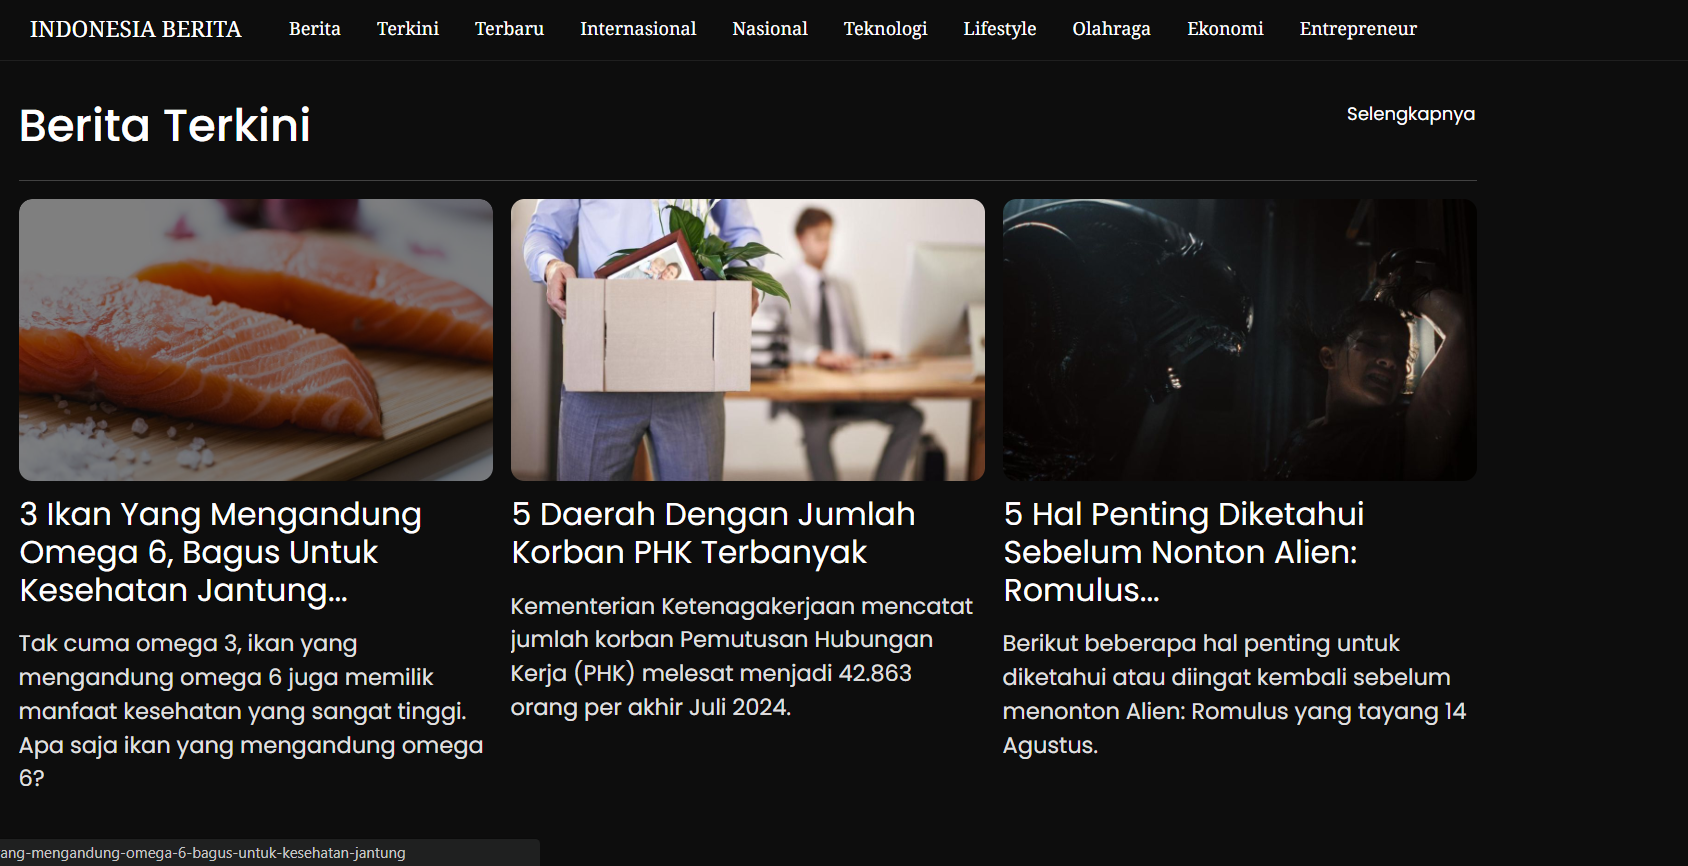 INDONESIA BERITA Berita Terkini Terbaru Internasional Nasional Teknologi Lifestyle Olahraga Ekonomi Entrepreneur
Berita Terkini
Selengkapnya
3 Ikan Yang Mengandung
Omega 6, Bagus Untuk
Kesehatan Jantung...
Tak cuma omega 3, ikan yang
mengandung omega 6 juga memilik
manfaat kesehatan yang sangat tinggi.
Apa saja ikan yang mengandung omega
6?
5 Daerah Dengan Jumlah
Korban PHK Terbanyak
Kementerian Ketenagakerjaan mencatat
jumlah korban Pemutusan Hubungan
Kerja (PHK) melesat menjadi 42.863
orang per akhir Juli 2024.
5 Hal Penting Diketahui
Sebelum Nonton Alien:
Romulus...
Berikut beberapa hal penting untuk
diketahui atau diingat kembali sebelum
menonton Alien: Romulus yang tayang 14
Agustus.
ang-mengandung-omega-6-bagus-untuk-kesehatan-jantung